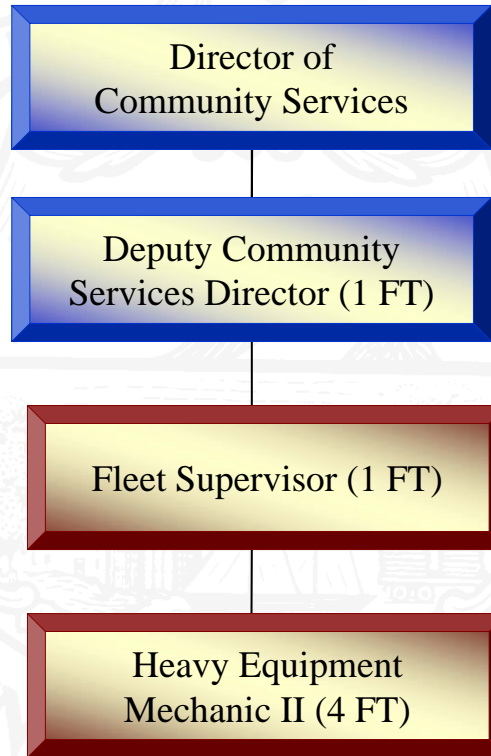 Director of
Community Services
Deputy Community
Services Director (1 FT)
Fleet Supervisor (1 FT)
Heavy Equipment
Mechanic II (4 FT)